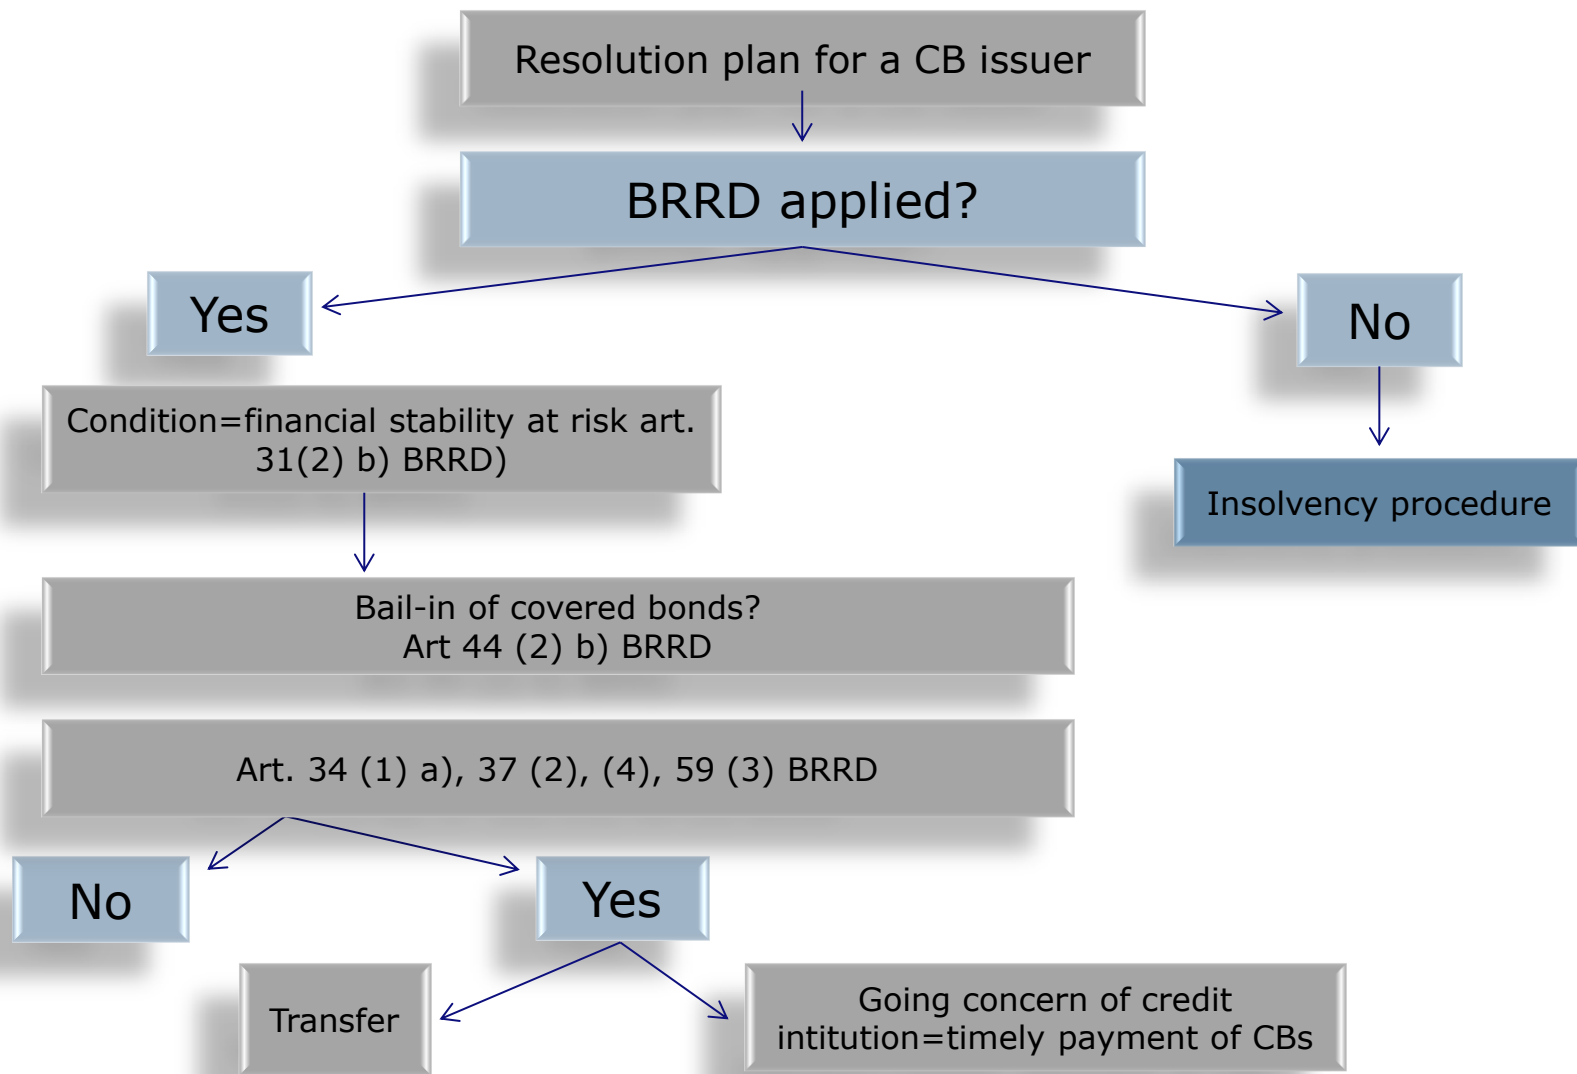 Resolution plan for a CB issuer
BRRD applied?
Yes
No
Condition=financial stability at risk art.
31(2) b) BRRD)
Insolvency procedure
Bail-in of covered bonds?
Art 44 (2) b) BRRD
Art. 34 (1) a), 37 (2), (4), 59 (3) BRRD
No
Yes
Transfer
Going concern of credit
intitution=timely payment of CBs